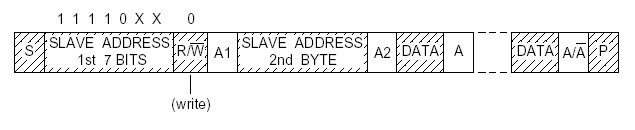 1 1 1 1 0 X X 0
S SLAVE ADDRESS 1st 7 BITS R/W̅ A1 SLAVE ADDRESS 2nd BYTE A2 DATA A DATA A/A̅ P
(write)